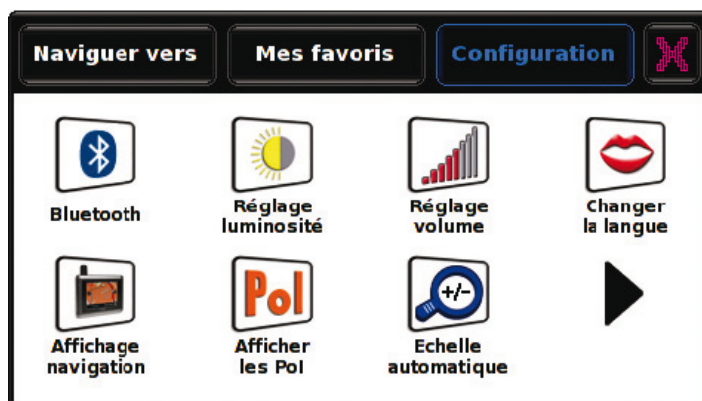 Naviguer vers
Mes favoris
Configuration
X
Bluetooth
Réglage
luminosité
Réglage
volume
Changer
la langue
PoI
+/-
Affichage
navigation
Afficher
les PoI
Echelle
automatique